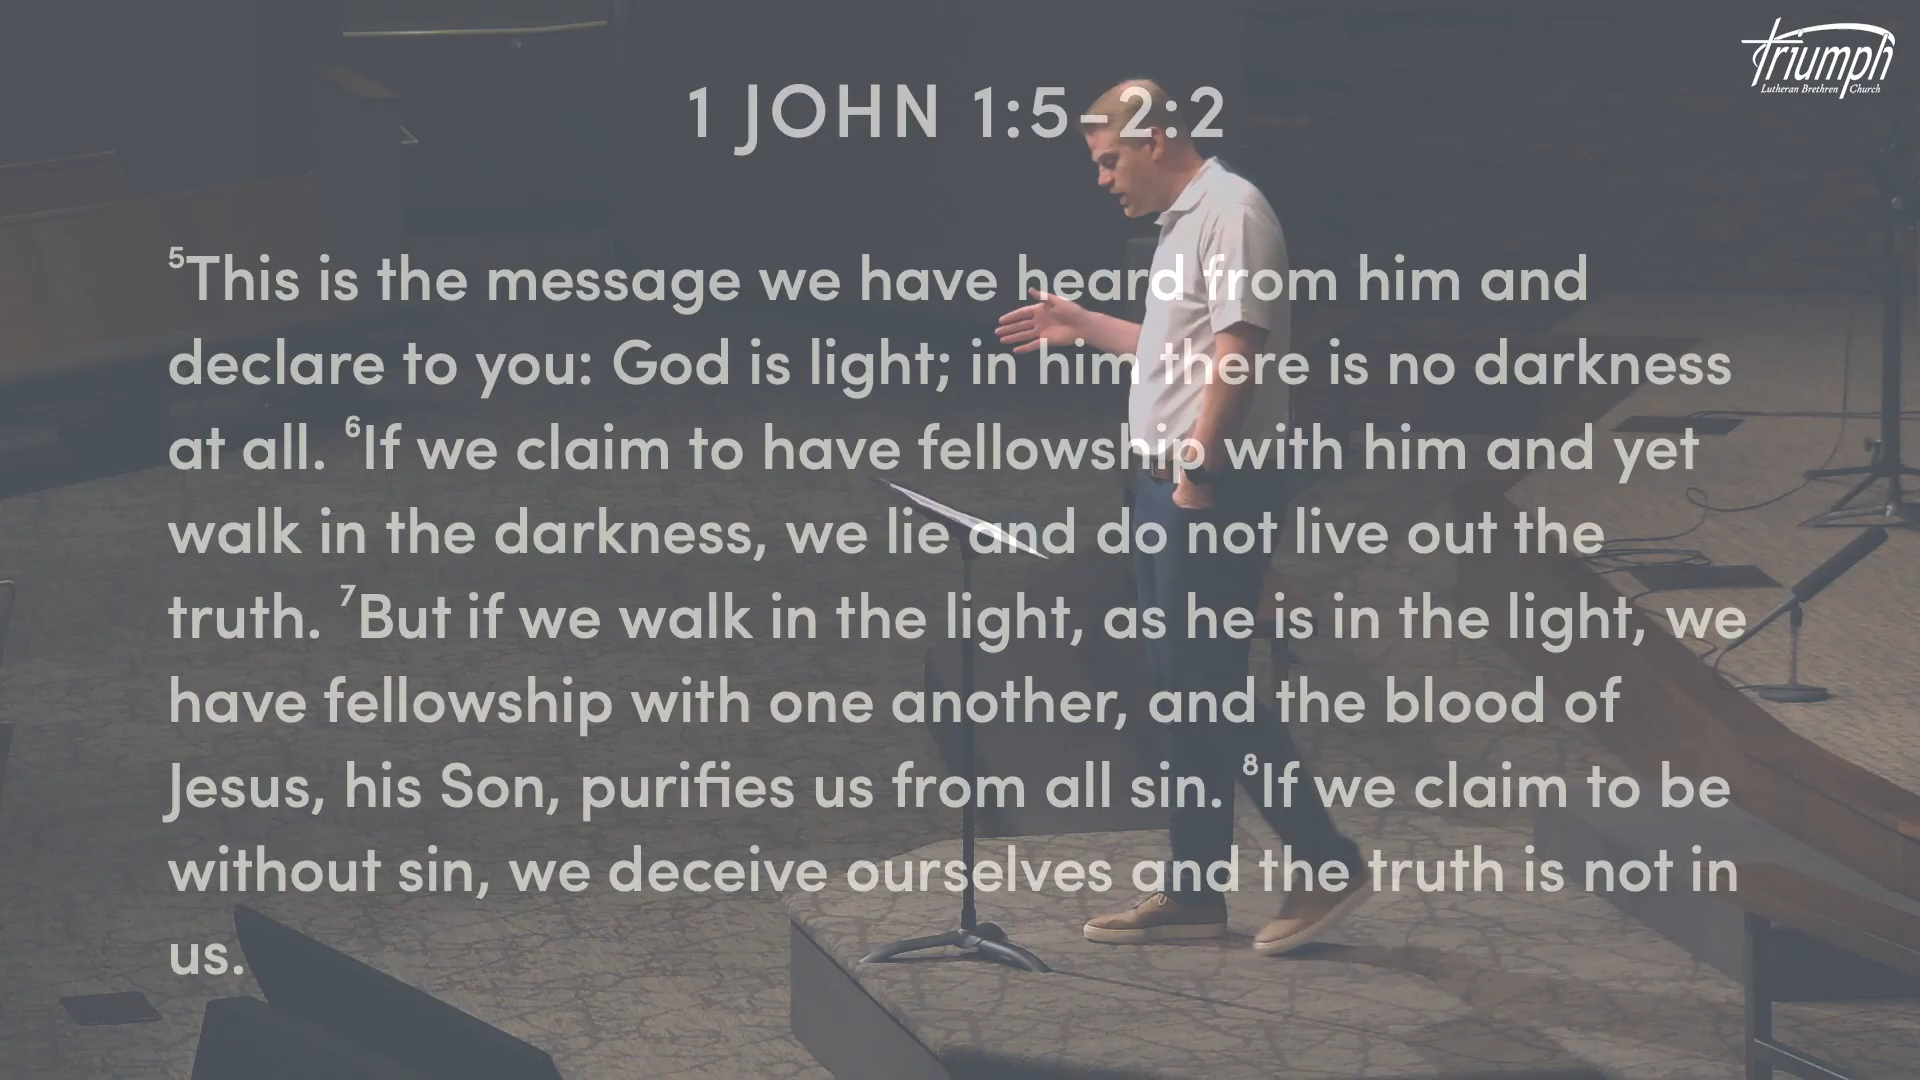 triumph
Lutheran Brethren Church
1 JOHN 1:5-2:2
⁵This is the message we have heard from him and
declare to you: God is light; in him there is no darkness
at all. ⁶If we claim to have fellowship with him and yet
walk in the darkness, we lie and do not live out the
truth. ⁷But if we walk in the light, as he is in the light, we
have fellowship with one another, and the blood of
Jesus, his Son, purifies us from all sin. ⁸If we claim to be
without sin, we deceive ourselves and the truth is not in
us.